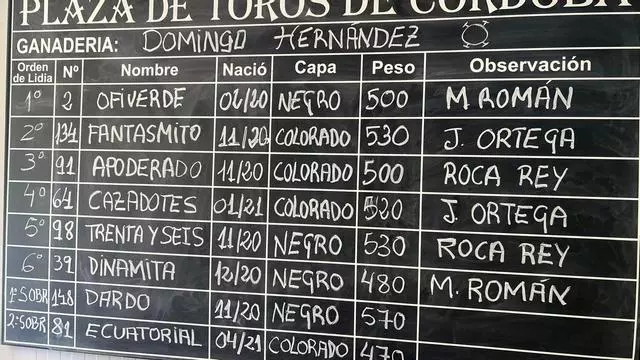 PLAZA DE TOROS DE CÓRDOBA
GANADERIA: DOMINGO HERNÁNDEZ
Orden de Lidia Nº Nombre Nació Capa Peso Observación
1º 2 OFIVERDE 02/20 NEGRO 500 M. ROMÁN
2º 134 FANTASMITO 11/20 COLORADO 530 J. ORTEGA
3º 91 APODERADO 11/20 COLORADO 500 ROCA REY
4º 61 CAZADOTES 01/21 COLORADO 520 J. ORTEGA
5º 98 TRENTA Y SEIS 11/20 NEGRO 530 ROCA REY
6º 39 DINAMITA 12/20 NEGRO 480 M. ROMÁN
1º SOBR 148 DARDO 11/20 NEGRO 570
2º SOBR 81 ECUATORIAL 04/21 COLORADO 470